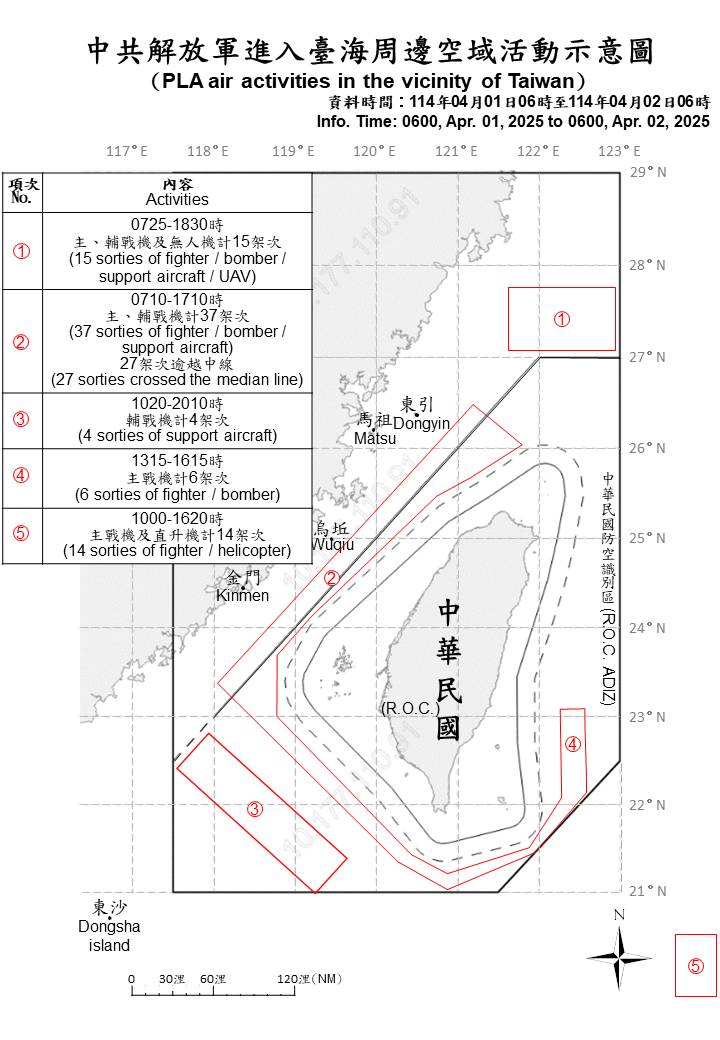 中共解放軍進入臺海周邊空域活動示意圖
(PLA air activities in the vicinity of Taiwan)
資料時間：114年04月01日06時至114年04月02日06時
Info. Time: 0600, Apr. 01, 2025 to 0600, Apr. 02, 2025
117° E 118° E 119° E 120° E 121° E 122° E 123° E
項次 No. 內容 Activities
① 0725-1830時
主、輔戰機及無人機計15架次
(15 sorties of fighter / bomber /
support aircraft / UAV)
② 0710-1710時
主、輔戰機計37架次
(37 sorties of fighter / bomber /
support aircraft)
27架次逾越中線
(27 sorties crossed the median line)
③ 1020-2010時
輔戰機計4架次
(4 sorties of support aircraft)
④ 1315-1615時
主戰機計6架次
(6 sorties of fighter / bomber)
⑤ 1000-1620時
主戰機及直升機計14架次
(14 sorties of fighter / helicopter)
29° N
28° N
27° N
26° N
25° N
24° N
23° N
22° N
21° N
①
東引
Dongyin
馬祖
Matsu
烏坵
Wuqiu
②
金門
Kinmen
中華民國
(R.O.C.)
中華民國防空識別區 (R.O.C. ADIZ)
④
③
東沙
Dongsha
island
N
⑤
0 30浬 60浬 120浬(NM)
10.177.110.91